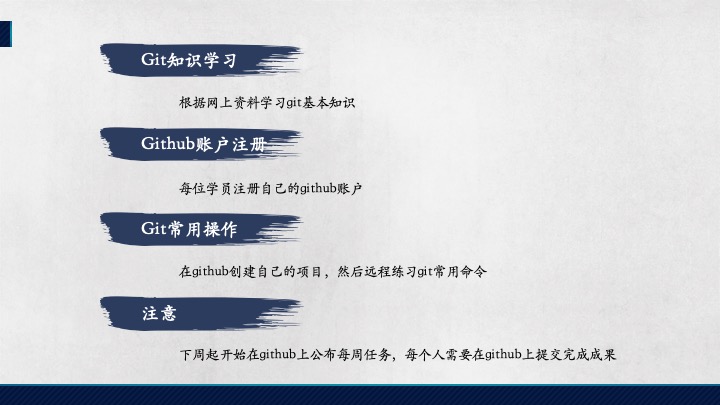 Git知识学习
根据网上资料学习git基本知识
Github账户注册
每位学员注册自己的github账户
Git常用操作
在github创建自己的项目，然后远程练习git常用命令
注意
下周起开始在github上公布每周任务，每个人需要在github上提交完成成果